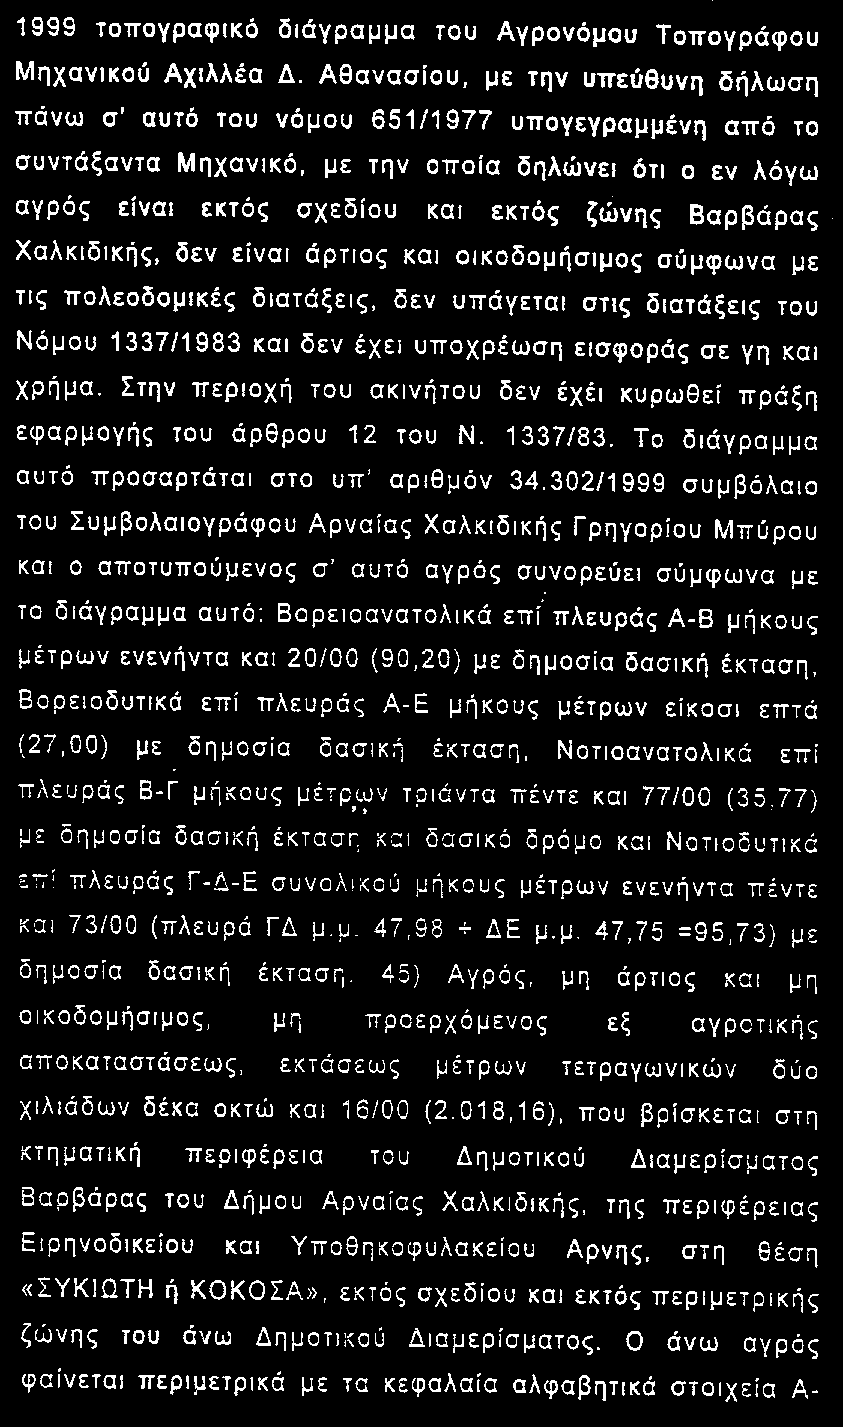 1999 τοπογραφικό διάγραμμα του Αγρονόμου Τοπογράφου
Μηχανικού Αχιλλέα Δ. Αθανασίου, με την υπεύθυνη δήλωση
πάνω σ' αυτό του νόμου 651/1977 υπογεγραμμένη από το
συντάξαντα Μηχανικό, με την οποία δηλώνει ότι ο εν λόγω
αγρός είναι εκτός σχεδίου και εκτός ζώνης Βαρβάρας
Χαλκιδικής, δεν είναι άρτιος και οικοδομήσιμος σύμφωνα με
τις πολεοδομικές διατάξεις, δεν υπάγεται στις διατάξεις του
Νόμου 1337/1983 και δεν έχει υποχρέωση εισφοράς σε γη και
χρήμα. Στην περιοχή του ακινήτου δεν έχέι κυρωθεί πράξη
εφαρμογής του άρθρου 12 του Ν. 1337/83. Το διάγραμμα
αυτό προσαρτάται στο υπ' αριθμόν 34.302/1999 συμβόλαιο
του Συμβολαιογράφου Αρναίας Χαλκιδικής Γρηγορίου Μπύρου
και ο αποτυπούμενος σ' αυτό αγρός συνορεύει σύμφωνα με
το διάγραμμα αυτό: Βορειοανατολικά επί πλευράς Α-Β μήκους
μέτρων ενενήντα και 20/00 (90,20) με δημοσία δασική έκταση,
Βορειοδυτικά επί πλευράς Α-Ε μήκους μέτρων είκοσι επτά
(27,00) με δημοσία δασική έκταση, Νοτιοανατολικά επί
πλευράς Β-Γ μήκους μέτρων τριάντα πέντε και 77/00 (35,77)
με δημοσία δασική έκταση και δασικό δρόμο και Νοτιοδυτικά
επί πλευράς Γ-Δ-Ε συνολικού μήκους μέτρων ενενήντα πέντε
και 73/00 (πλευρά ΓΔ μ.μ. 47,98 + ΔΕ μ.μ. 47,75 =95,73) με
δημοσία δασική έκταση. 45) Αγρός, μη άρτιος και μη
οικοδομήσιμος, μη προερχόμενος εξ αγροτικής
αποκαταστάσεως, εκτάσεως μέτρων τετραγωνικών δύο
χιλιάδων δέκα οκτώ και 16/00 (2.018,16), που βρίσκεται στη
κτηματική περιφέρεια του Δημοτικού Διαμερίσματος
Βαρβάρας του Δήμου Αρναίας Χαλκιδικής, της περιφέρειας
Ειρηνοδικείου και Υποθηκοφυλακείου Αρνης, στη θέση
«ΣΥΚΙΩΤΗ ή ΚΟΚΟΣΑ», εκτός σχεδίου και εκτός περιμετρικής
ζώνης του άνω Δημοτικού Διαμερίσματος. Ο άνω αγρός
φαίνεται περιμετρικά με τα κεφαλαία αλφαβητικά στοιχεία Α-